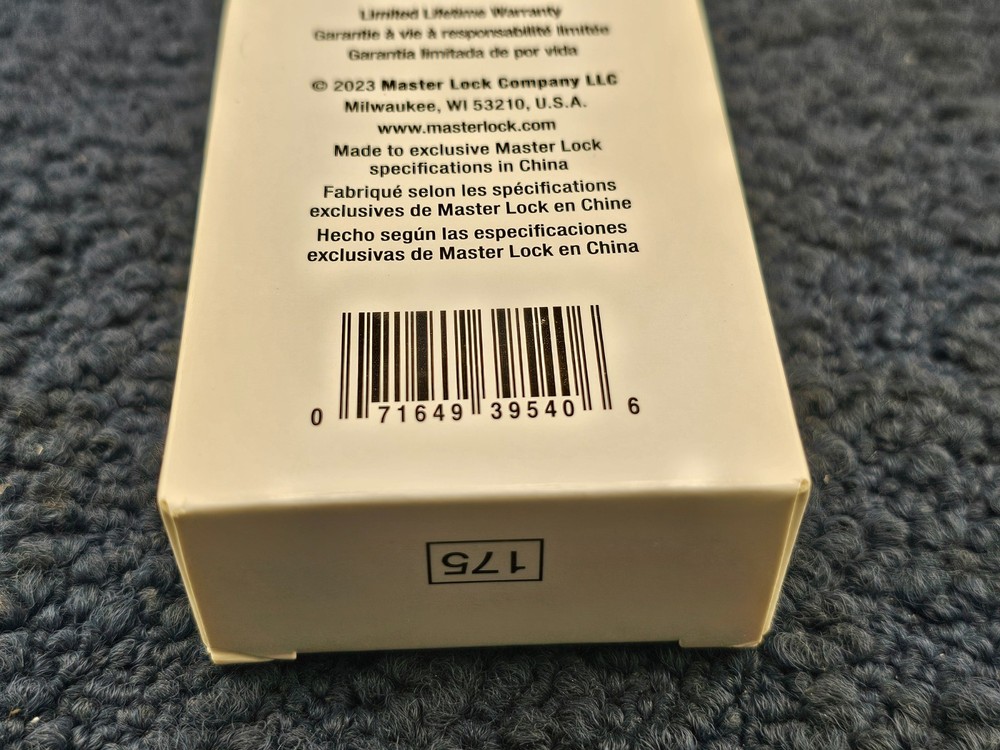 Limited Lifetime Warranty
Garantie à vie à responsabilité limitée
Garantía limitada de por vida
© 2023 Master Lock Company LLC
Milwaukee, WI 53210, U.S.A.
www.masterlock.com
Made to exclusive Master Lock
specifications in China
Fabriqué selon les spécifications
exclusives de Master Lock en Chine
Hecho según las especificaciones
exclusivas de Master Lock en China
0 71649 39540 6
175